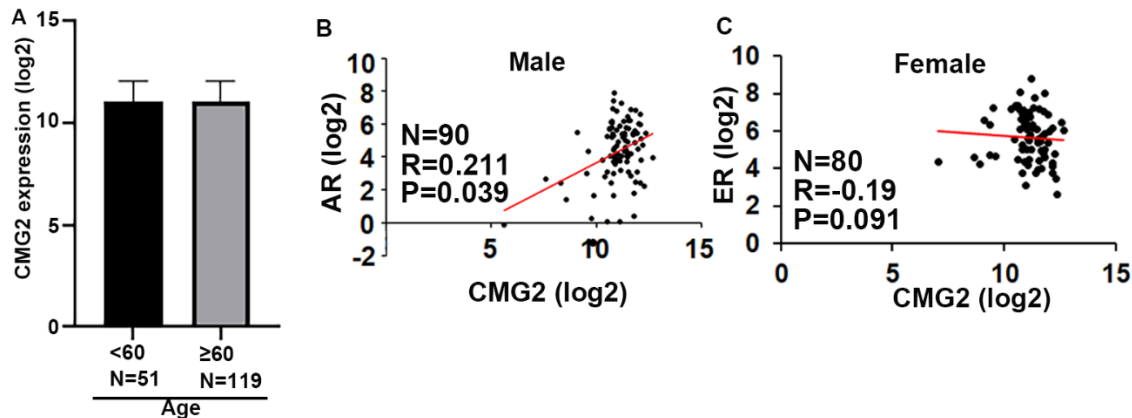 A
CMG2 expression (log2)
15
10
5
0
<60
N=51
≥60
N=119
Age
B
Male
AR (log2)
10
8
6
4
2
0
-2
N=90
R=0.211
P=0.039
5
10
15
CMG2 (log2)
C
Female
ER (log2)
10
8
6
4
2
0
N=80
R=-0.19
P=0.091
0
5
10
15
CMG2 (log2)